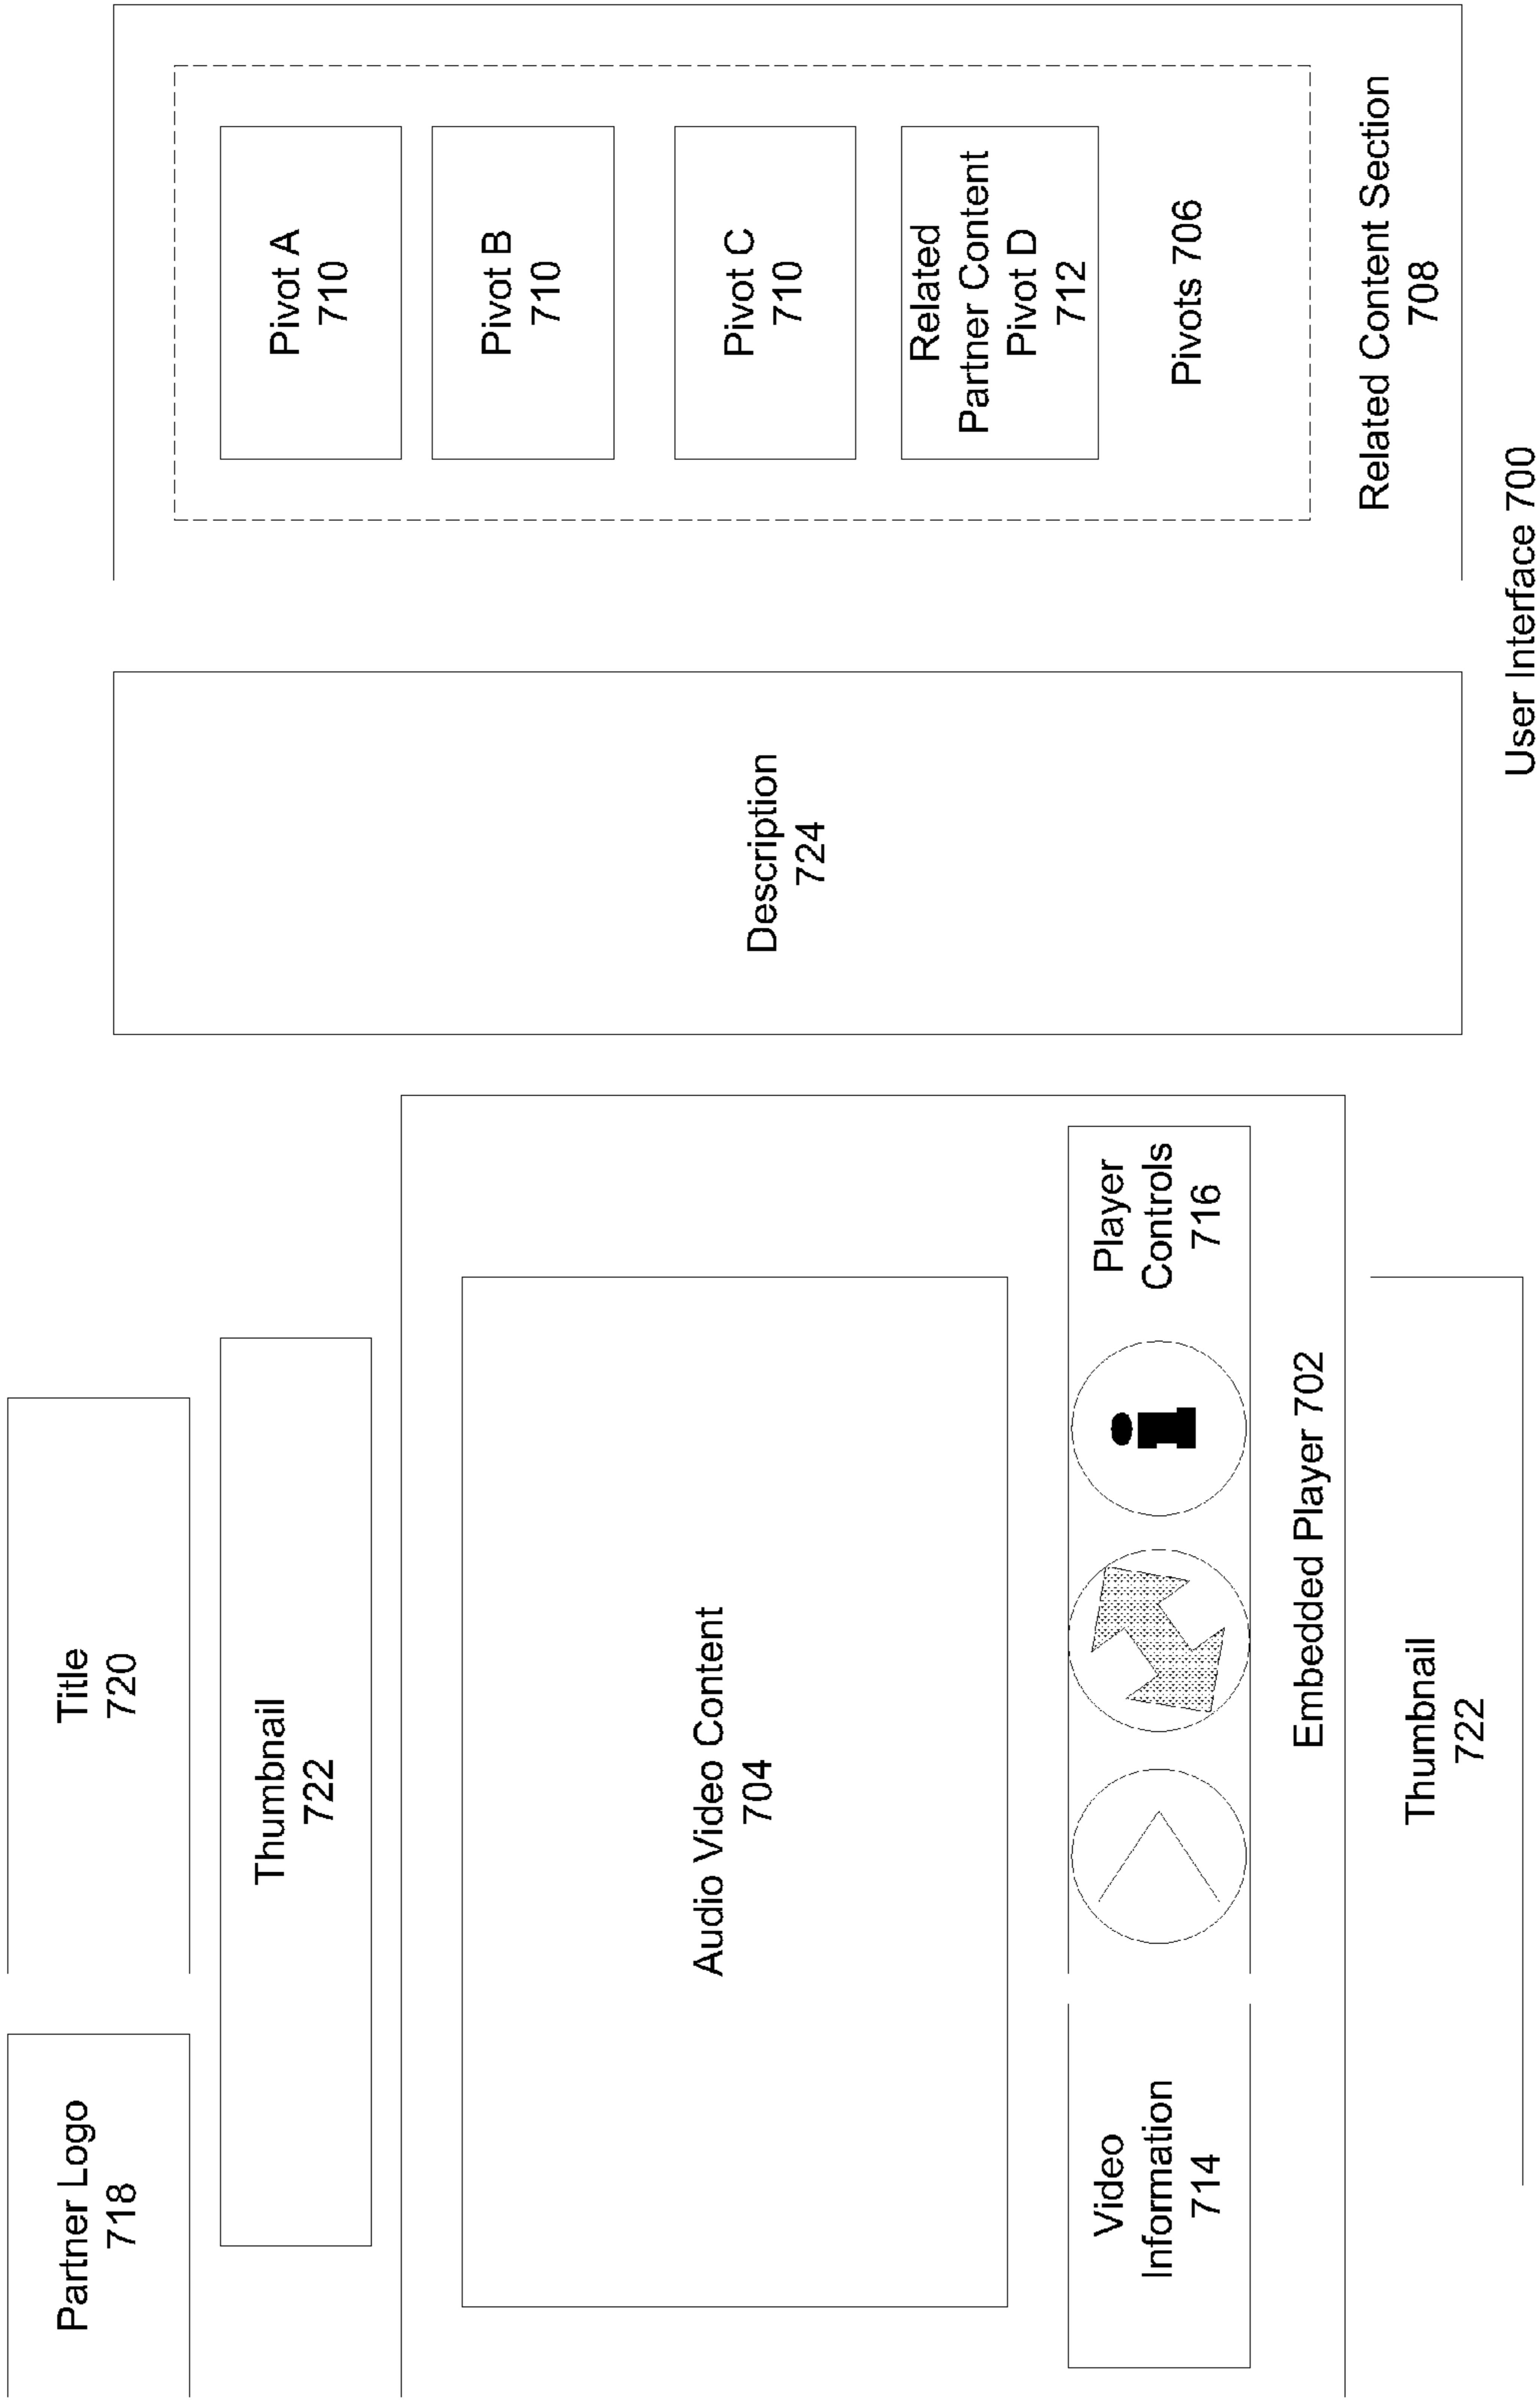 Partner Logo
718
Title
720
Thumbnail
722
Audio Video Content
704
Video
Information
714
Player
Controls
716
Embedded Player 702
Thumbnail
722
Description
724
Pivot A
710
Pivot B
710
Pivot C
710
Related
Partner Content
Pivot D
712
Pivots 706
Related Content Section
708
User Interface 700